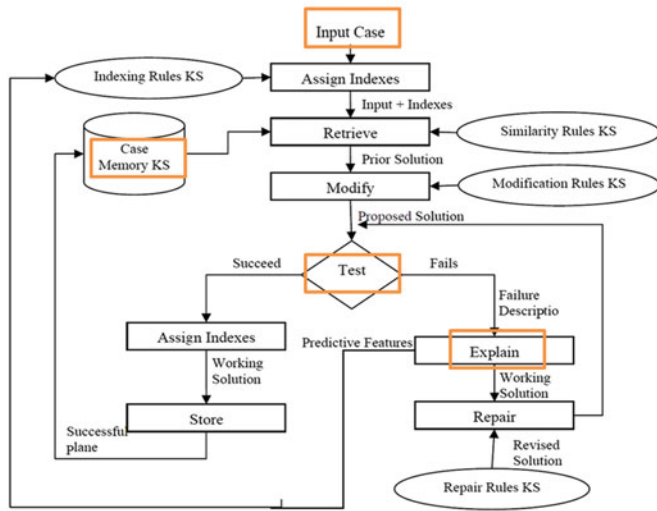 Input Case
Indexing Rules KS
Assign Indexes
Input + Indexes
Case
Memory KS
Retrieve
Similarity Rules KS
Prior Solution
Modify
Modification Rules KS
Proposed Solution
Succeed
Test
Fails
Failure
Descriptio
Assign Indexes
Predictive Features
Explain
Working
Solution
Working
Solution
Store
Repair
Successful
plane
Revised
Solution
Repair Rules KS